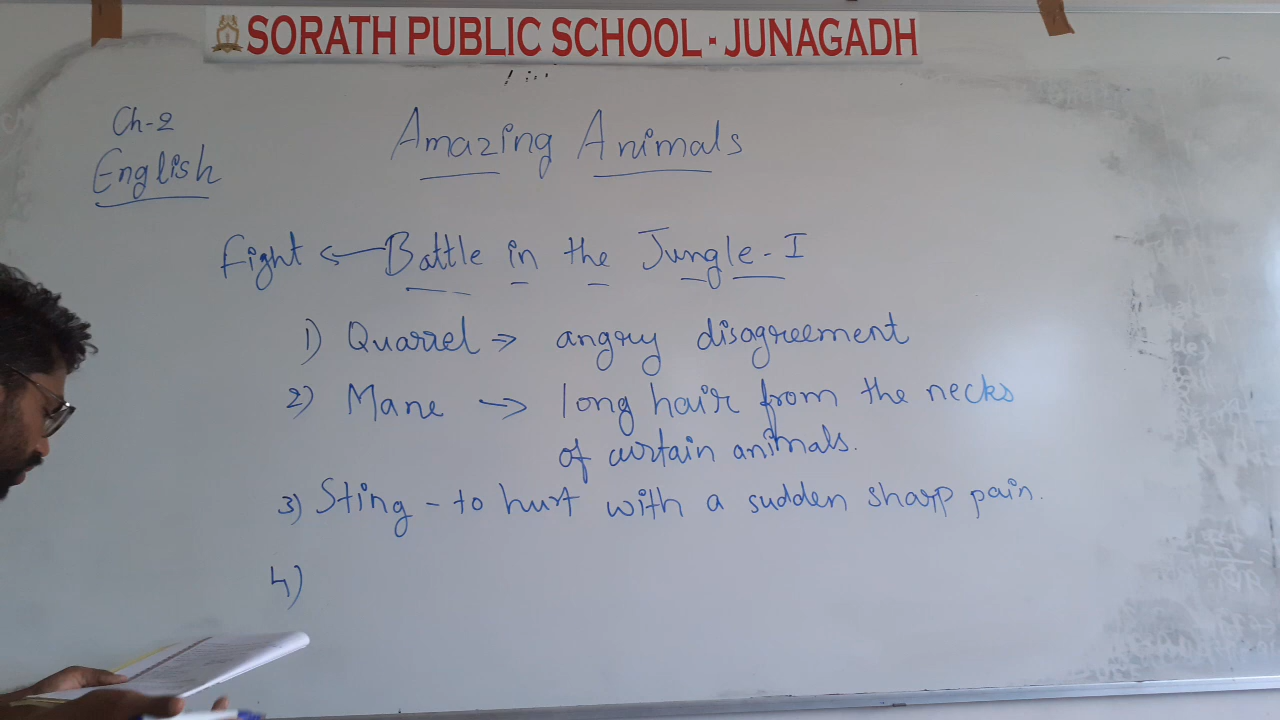 SORATH PUBLIC SCHOOL - JUNAGADH
Ch-2
English
Amazing Animals
Fight ← Battle in the Jungle - I
1) Quarrel → angry disagreement
2) Mane → long hair from the necks
of certain animals.
3) Sting - to hurt with a sudden sharp pain.
4)